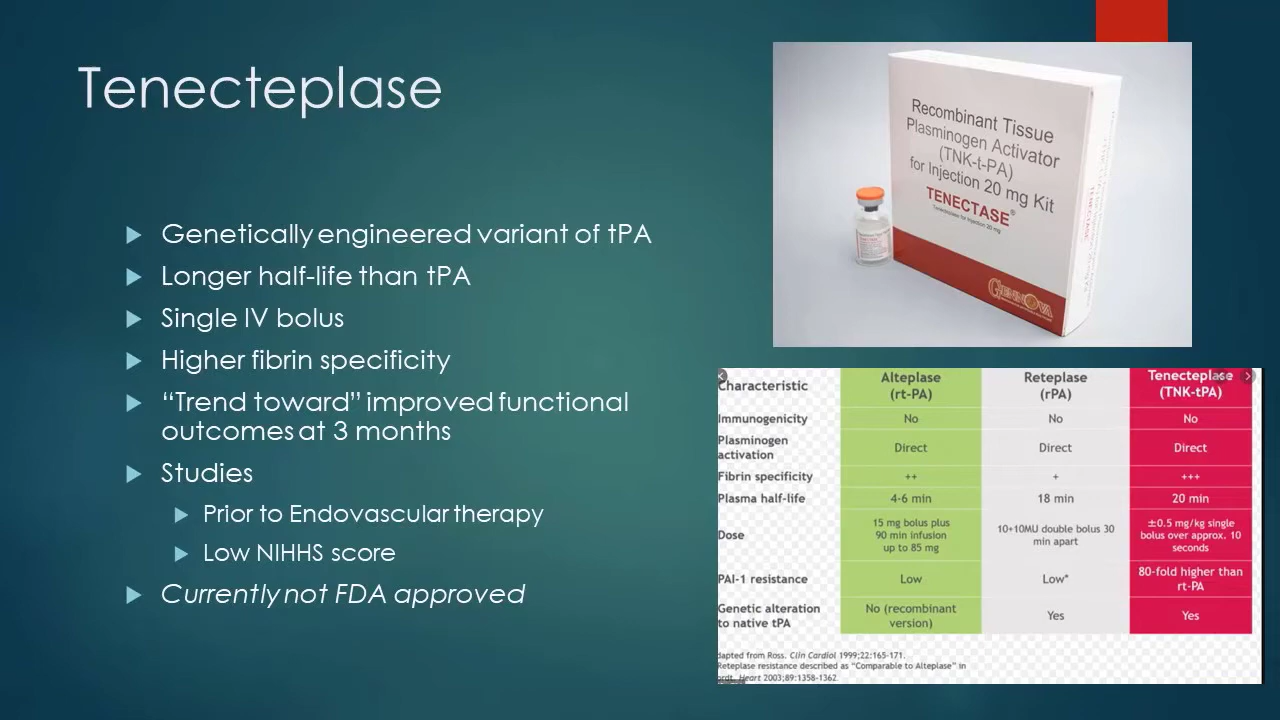 Tenecteplase
Genetically engineered variant of tPA
Longer half-life than tPA
Single IV bolus
Higher fibrin specificity
“Trend toward” improved functional
outcomes at 3 months
Studies
Prior to Endovascular therapy
Low NIHHS score
Currently not FDA approved
Recombinant Tissue
Plasminogen Activator
(TNK-t-PA)
for Injection 20 mg Kit
TENECTASE®
Tenecteplase for Injection 20 mg
GENNOVA
Characteristic Alteplase (rt-PA) Reteplase (rPA) Tenecteplase (TNK-tPA)
Immunogenicity No No No
Plasminogen activation Direct Direct Direct
Fibrin specificity ++ + +++
Plasma half-life 4-6 min 18 min 20 min
Dose 15 mg bolus plus 90 min infusion up to 85 mg 10+10MU double bolus 30 min apart ±0.5 mg/kg single bolus over approx. 10 seconds
PAI-1 resistance Low Low* 80-fold higher than rt-PA
Genetic alteration to native tPA No (recombinant version) Yes Yes
dapted from Ross. Clin Cardiol 1999;22:165-171.
Reteplase resistance described as “Comparable to Alteplase” in
Heart 2003;89:1358-1362.